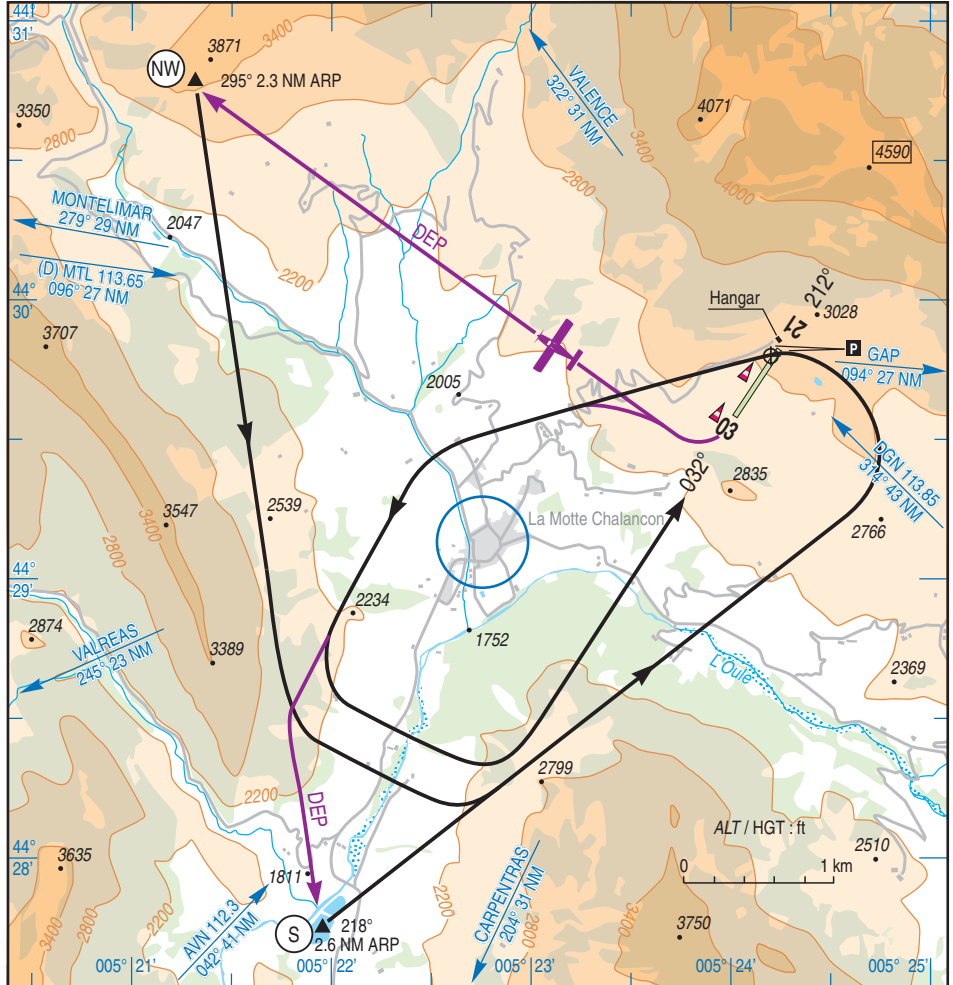 44°
31'
3871
3400
NW
295° 2.3 NM ARP
VALENCE
322° 31 NM
4071
3350
2800
3400
4590
2800
4000
MONTELIMAR
279° 29 NM
2047
DEP
(D) MTL 113.65
096° 27 NM
2200
212°
44°
30'
Hangar
21
3028
3707
P
GAP
094° 27 NM
2005
03
DGN 113.85
314° 43 NM
032°
2835
3547
2539
La Motte Chalancon
2766
3400
2800
44°
29'
2234
2874
1752
VALREAS
245° 23 NM
3389
L'Oule
2369
2799
2200
DEP
ALT / HGT : ft
44°
28'
2510
0
1 km
3635
1811
2200
AVN 112.3
042° 41 NM
CARPENTRAS
204° 31 NM
S
218°
2.6 NM ARP
3400
2800
2200
2800
3400
3750
005° 21'
005° 22'
005° 23'
005° 24'
005° 25'